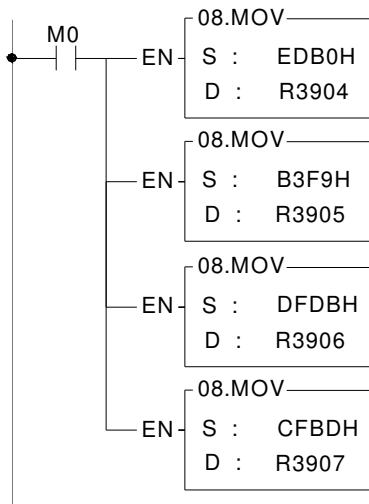 M0
08.MOV
EN S : EDB0H
D : R3904
08.MOV
EN S : B3F9H
D : R3905
08.MOV
EN S : DFDBH
D : R3906
08.MOV
EN S : CFBDH
D : R3907